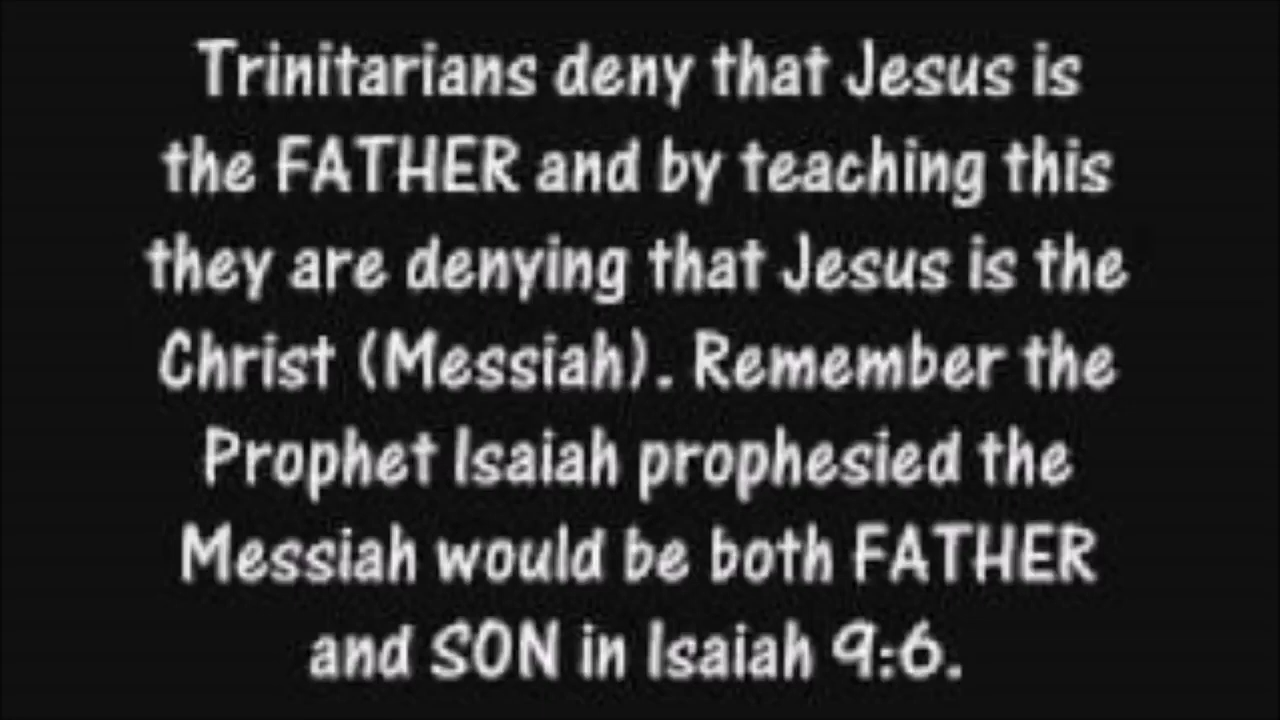 Trinitarians deny that Jesus is
the FATHER and by teaching this
they are denying that Jesus is the
Christ (Messiah). Remember the
Prophet Isaiah prophesied the
Messiah would be both FATHER
and SON in Isaiah 9:6.